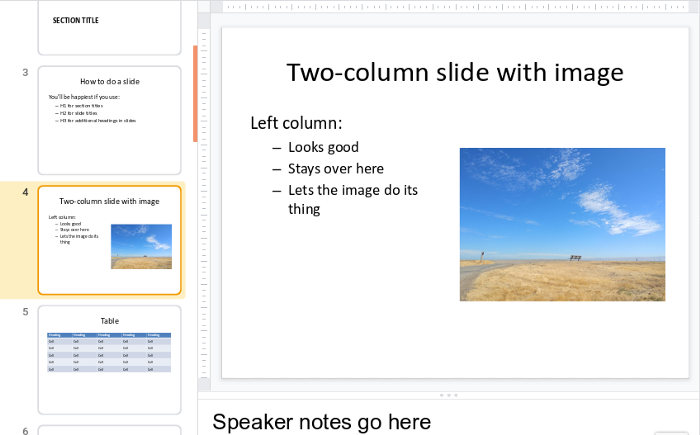 SECTION TITLE
3
How to do a slide
You'll be happiest if you use:
– H1 for section titles
– H2 for slide titles
– H3 for additional headings in slides
4
Two-column slide with image
Left column:
– Looks good
– Stays over here
– Lets the image do its
thing
5
Table
Heading Heading Heading Heading Heading
Cell Cell Cell Cell Cell
Cell Cell Cell Cell Cell
Cell Cell Cell Cell Cell
Cell Cell Cell Cell Cell
Cell Cell Cell Cell Cell
6
Two-column slide with image
Left column:
– Looks good
– Stays over here
– Lets the image do its
thing
Speaker notes go here